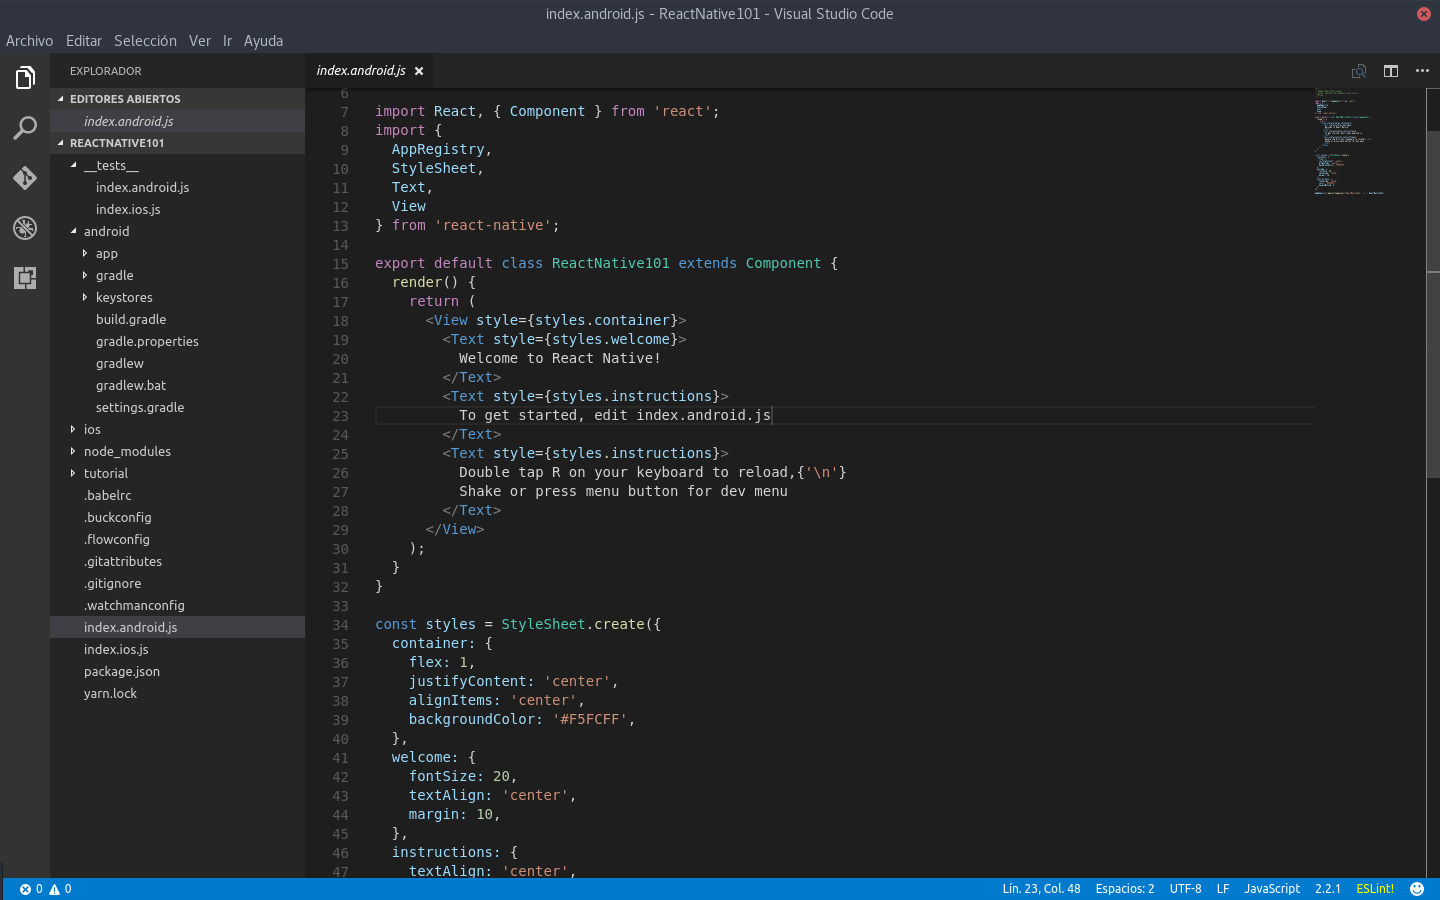 index.android.js - ReactNative101 - Visual Studio Code
Archivo Editar Selección Ver Ir Ayuda
EXPLORADOR
EDITORES ABIERTOS
index.android.js
REACTNATIVE101
__tests__
index.android.js
index.ios.js
android
app
gradle
keystores
build.gradle
gradle.properties
gradlew
gradlew.bat
settings.gradle
ios
node_modules
tutorial
.babelrc
.buckconfig
.flowconfig
.gitattributes
.gitignore
.watchmanconfig
index.android.js
index.ios.js
package.json
yarn.lock
index.android.js
6
7 import React, { Component } from 'react';
8 import {
9   AppRegistry,
10   StyleSheet,
11   Text,
12   View
13 } from 'react-native';
14
15 export default class ReactNative101 extends Component {
16   render() {
17     return (
18       <View style={styles.container}>
19         <Text style={styles.welcome}>
20           Welcome to React Native!
21         </Text>
22         <Text style={styles.instructions}>
23           To get started, edit index.android.js
24         </Text>
25         <Text style={styles.instructions}>
26           Double tap R on your keyboard to reload,{'\n'}
27           Shake or press menu button for dev menu
28         </Text>
29       </View>
30     );
31   }
32 }
33
34 const styles = StyleSheet.create({
35   container: {
36     flex: 1,
37     justifyContent: 'center',
38     alignItems: 'center',
39     backgroundColor: '#F5FCFF',
40   },
41   welcome: {
42     fontSize: 20,
43     textAlign: 'center',
44     margin: 10,
45   },
46   instructions: {
47     textAlign: 'center',
0 0 Lín. 23, Col. 48 Espacios: 2 UTF-8 LF JavaScript 2.2.1 ESLint!